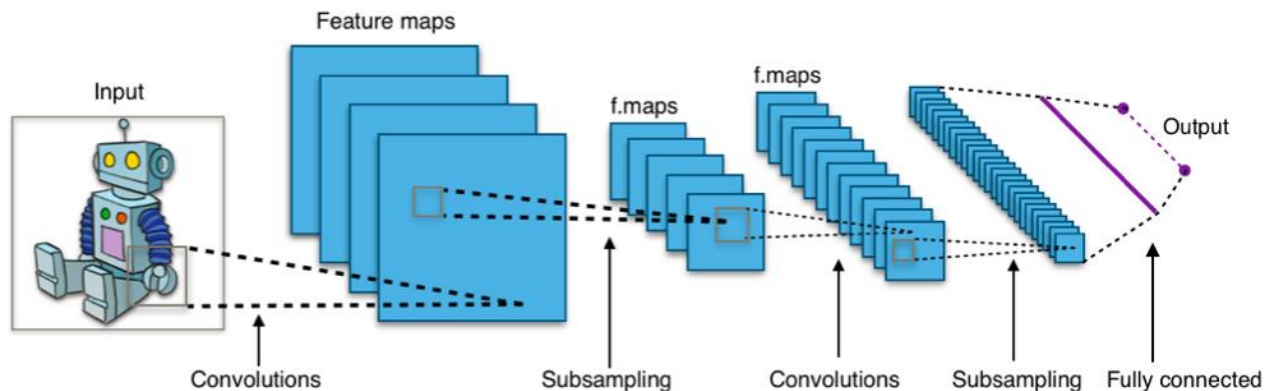 Feature maps
Input
f.maps
f.maps
Output
Convolutions
Subsampling
Convolutions
Subsampling
Fully connected